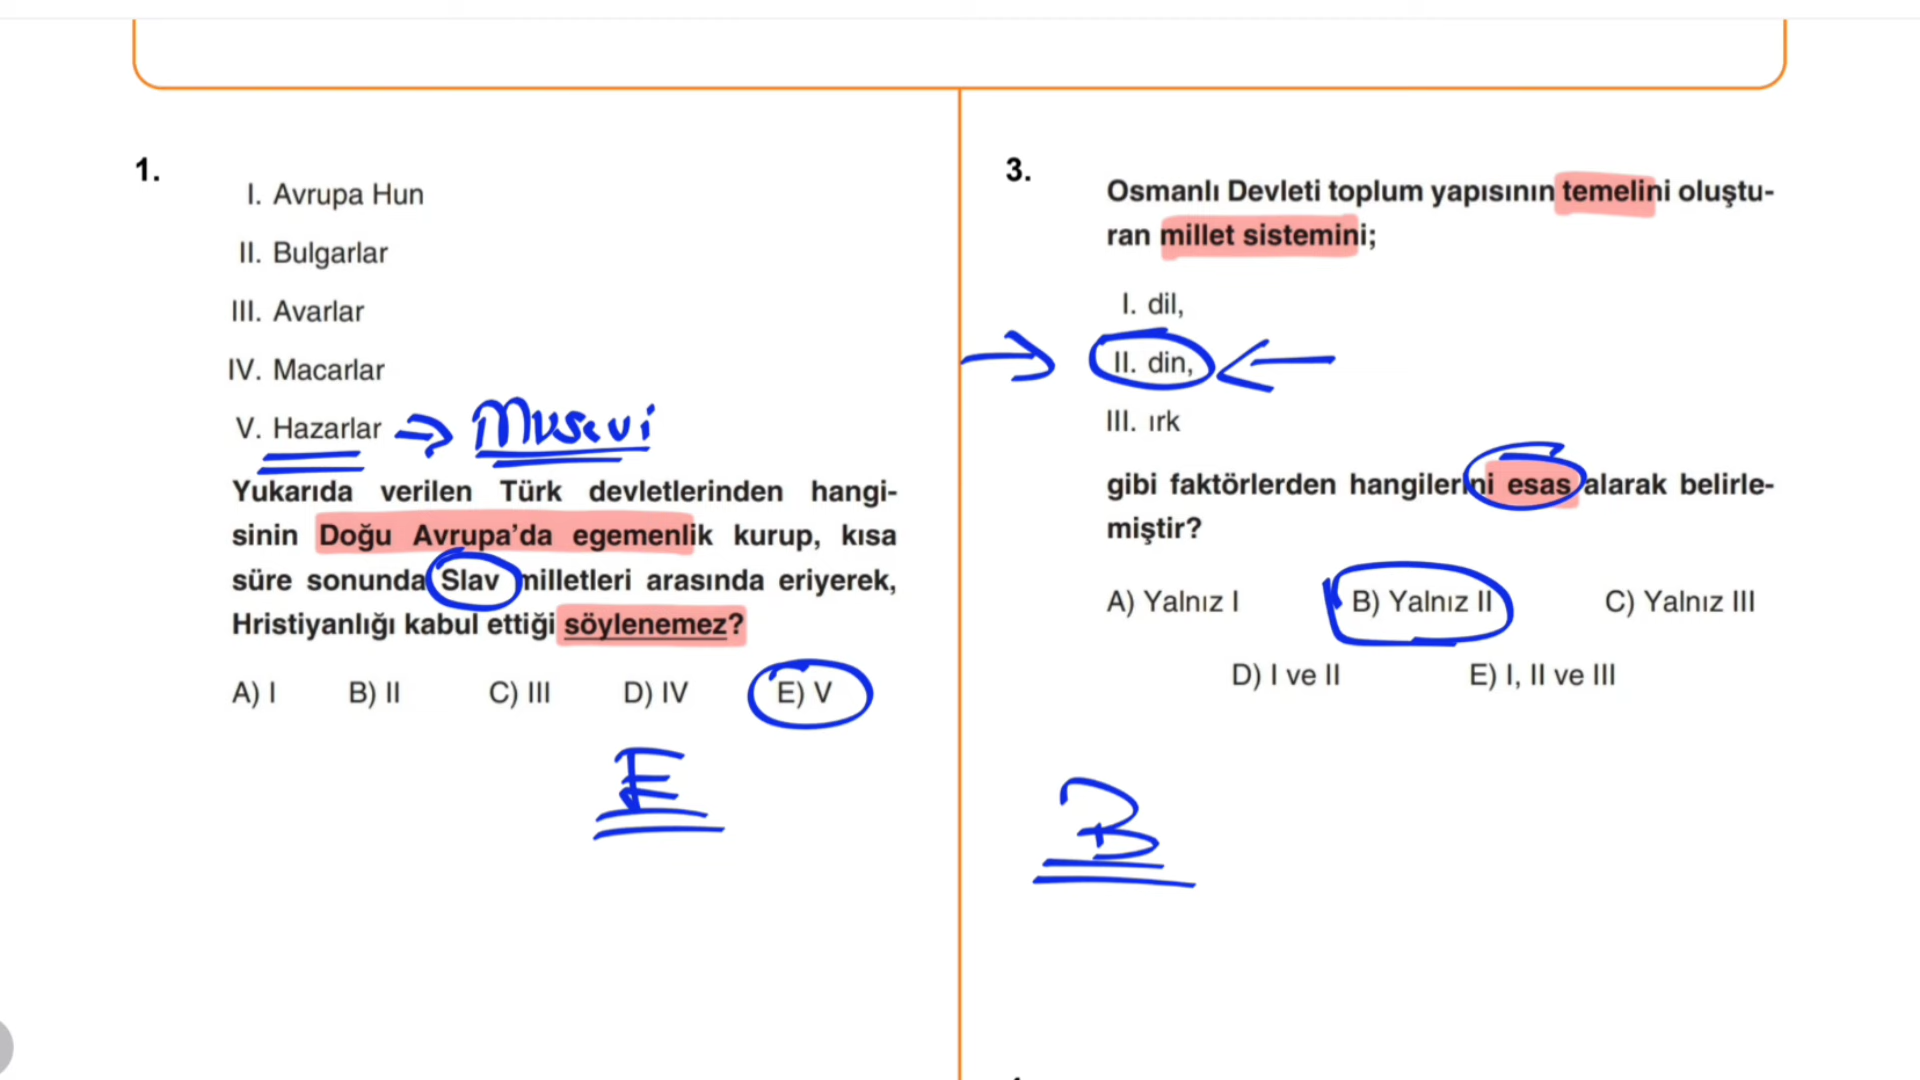 1.
I. Avrupa Hun
II. Bulgarlar
III. Avarlar
IV. Macarlar
V. Hazarlar → Musevi
Yukarıda verilen Türk devletlerinden hangi-
sinin Doğu Avrupa'da egemenlik kurup, kısa
süre sonunda Slav milletleri arasında eriyerek,
Hristiyanlığı kabul ettiği söylenemez?
A) I B) II C) III D) IV E) V
E
3.
Osmanlı Devleti toplum yapısının temelini oluştu-
ran millet sistemini;
I. dil,
II. din,
III. ırk
gibi faktörlerden hangilerini esas alarak belirle-
miştir?
A) Yalnız I B) Yalnız II C) Yalnız III
D) I ve II E) I, II ve III
B